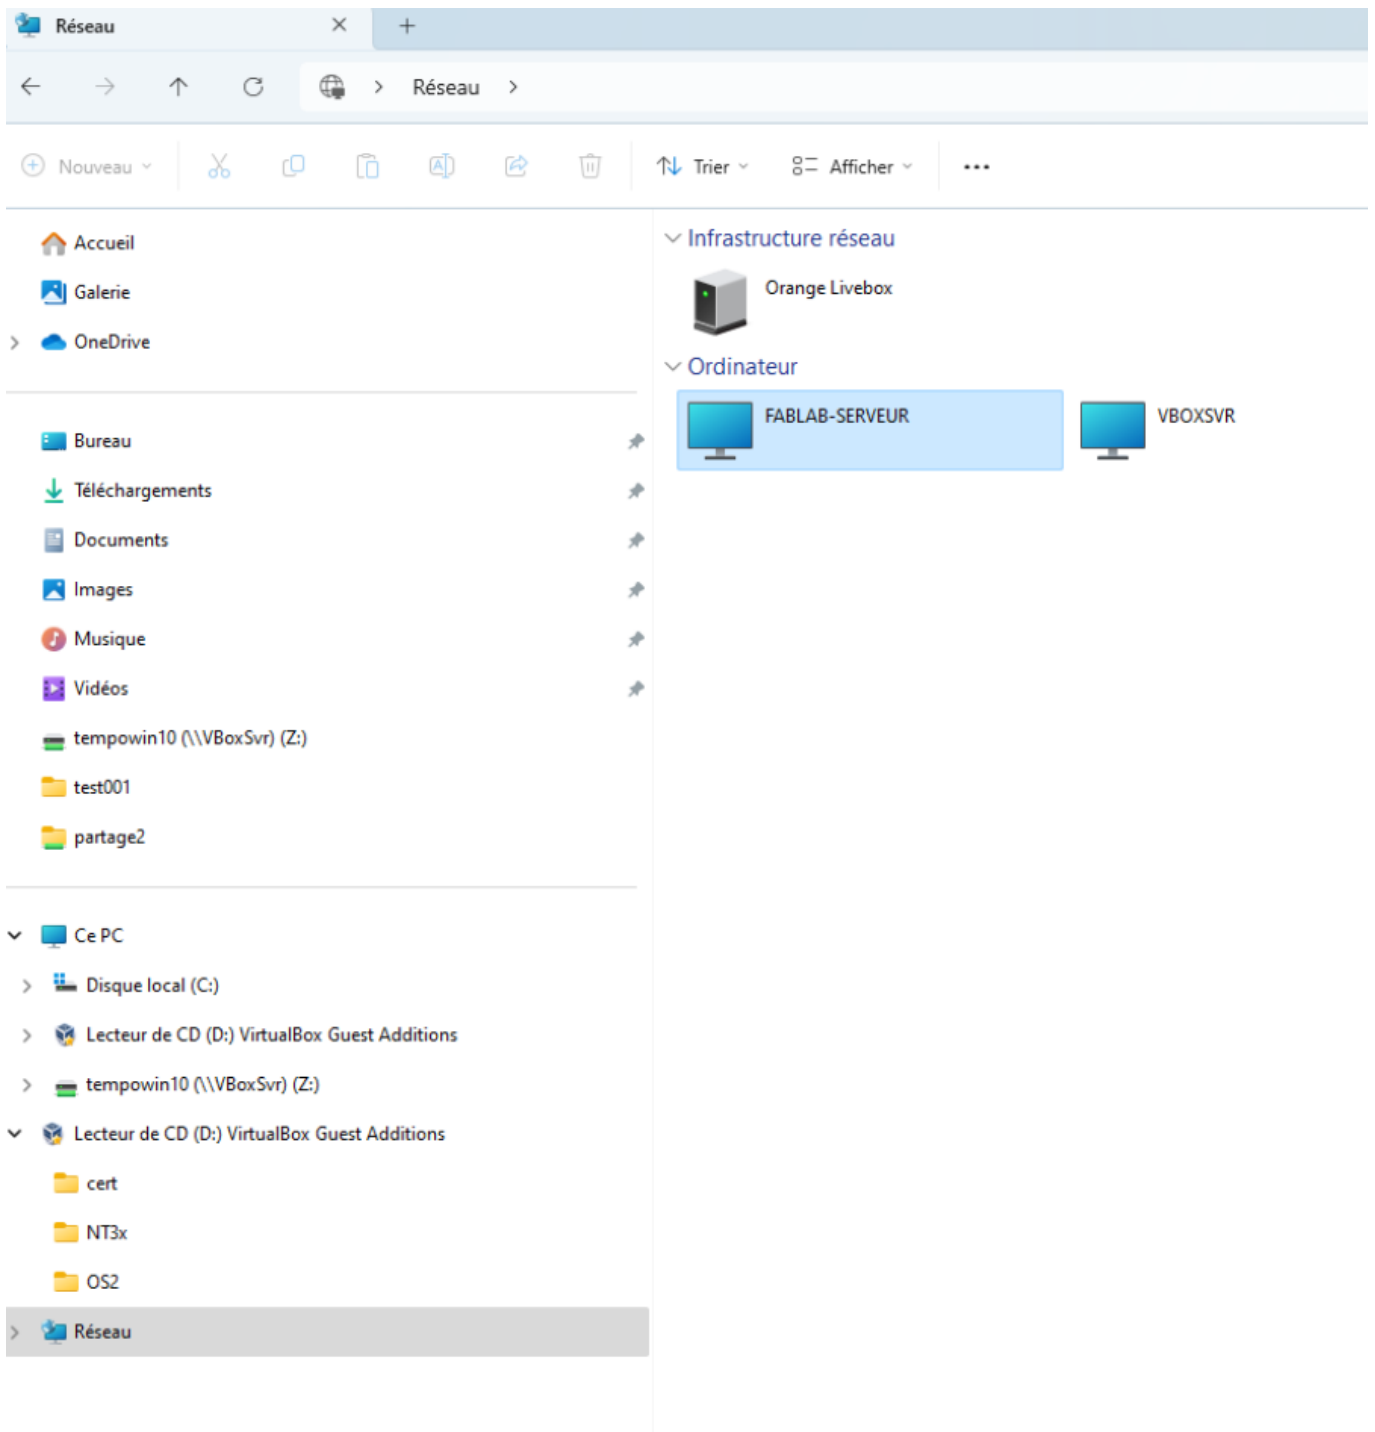 Réseau
Réseau
Nouveau
Trier
Afficher
Accueil
Galerie
OneDrive
Bureau
Téléchargements
Documents
Images
Musique
Vidéos
tempowin10 (\\VBoxSvr) (Z:)
test001
partage2
Ce PC
Disque local (C:)
Lecteur de CD (D:) VirtualBox Guest Additions
tempowin10 (\\VBoxSvr) (Z:)
Lecteur de CD (D:) VirtualBox Guest Additions
cert
NT3x
OS2
Réseau
Infrastructure réseau
Orange Livebox
Ordinateur
FABLAB-SERVEUR
VBOXSVR